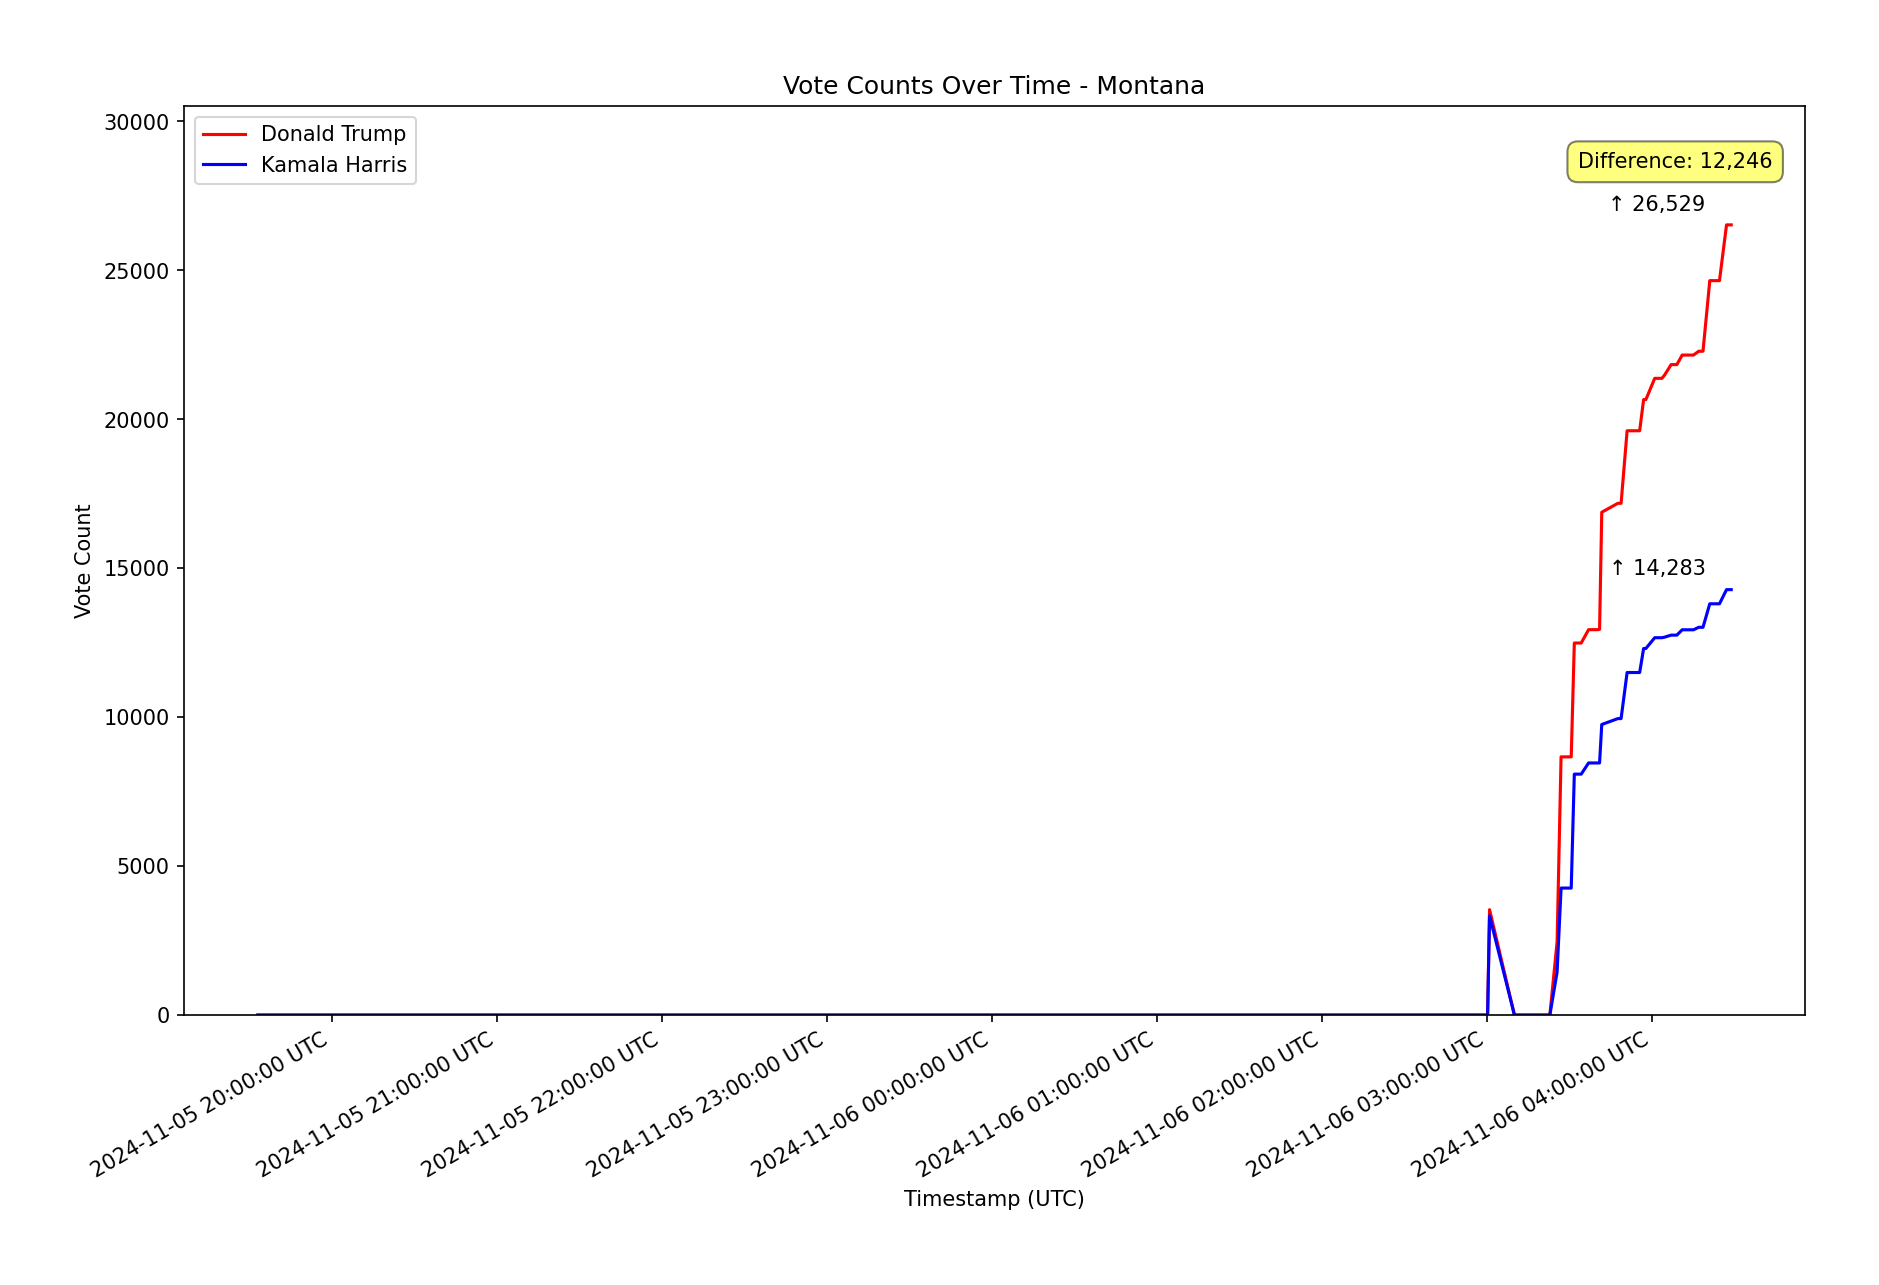 Vote Counts Over Time - Montana
Donald Trump
Kamala Harris
Difference: 12,246
↑ 26,529
↑ 14,283
Vote Count
30000
25000
20000
15000
10000
5000
0
2024-11-05 20:00:00 UTC
2024-11-05 21:00:00 UTC
2024-11-05 22:00:00 UTC
2024-11-05 23:00:00 UTC
2024-11-06 00:00:00 UTC
2024-11-06 01:00:00 UTC
2024-11-06 02:00:00 UTC
2024-11-06 03:00:00 UTC
2024-11-06 04:00:00 UTC
Timestamp (UTC)